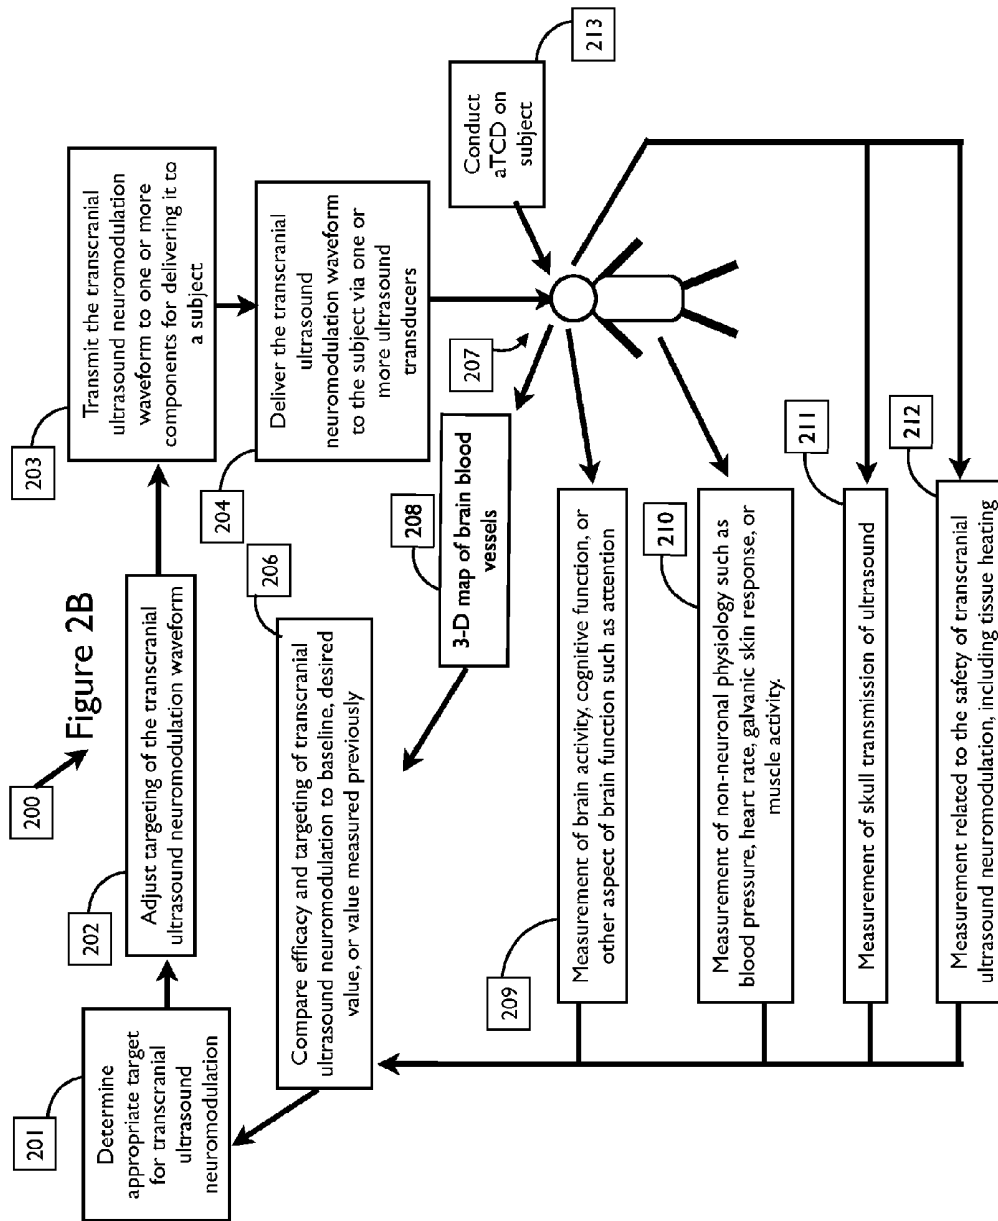 200
Figure 2B
201
Determine
appropriate target
for transcranial
ultrasound
neuromodulation
202
Adjust targeting of the transcranial
ultrasound neuromodulation waveform
203
Transmit the transcranial
ultrasound neuromodulation
waveform to one or more
components for delivering it to
a subject
204
Deliver the transcranial
ultrasound
neuromodulation waveform
to the subject via one or
more ultrasound
transducers
206
Compare efficacy and targeting of transcranial
ultrasound neuromodulation to baseline, desired
value, or value measured previously
207
208
3-D map of brain blood
vessels
213
Conduct
aTCD on
subject
209
Measurement of brain activity, cognitive function, or
other aspect of brain function such as attention
210
Measurement of non-neuronal physiology such as
blood pressure, heart rate, galvanic skin response, or
muscle activity.
211
Measurement of skull transmission of ultrasound
212
Measurement related to the safety of transcranial
ultrasound neuromodulation, including tissue heating